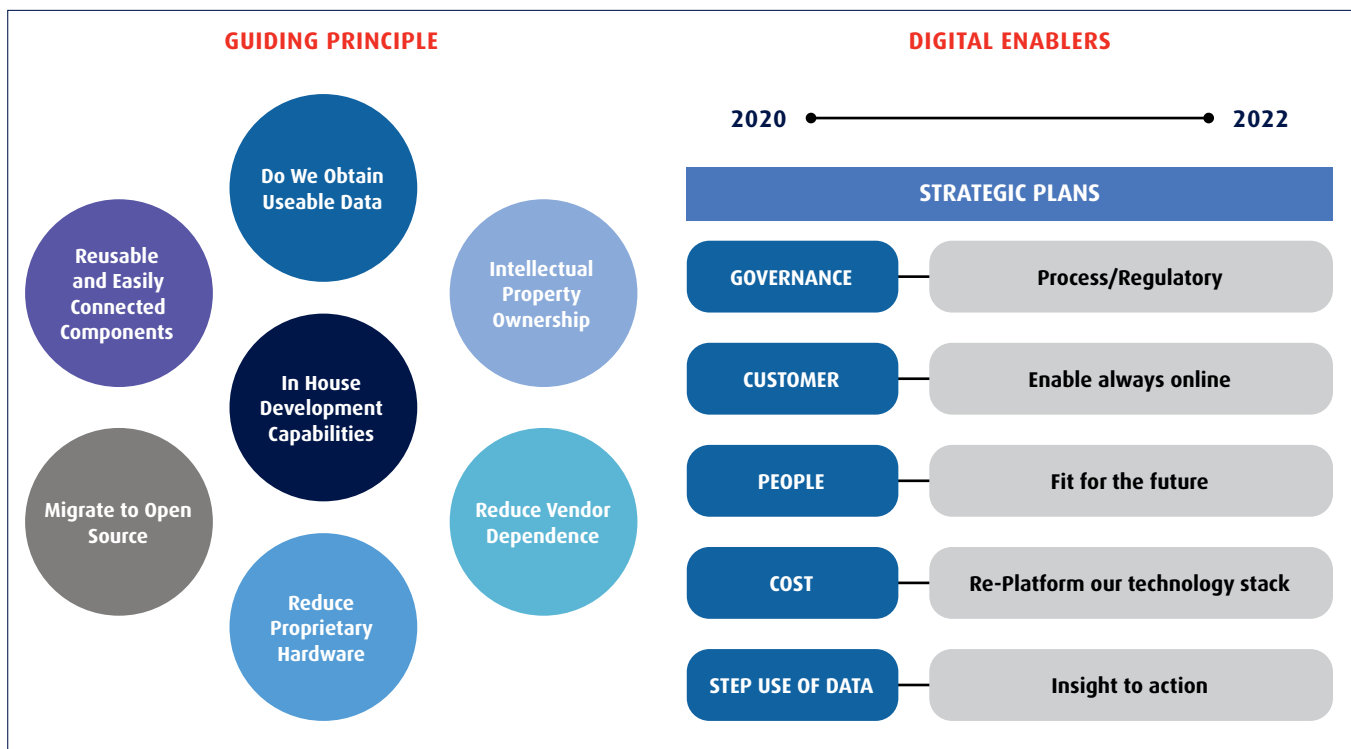 GUIDING PRINCIPLE
Do We Obtain
Useable Data
Reusable
and Easily
Connected
Components
Intellectual
Property
Ownership
In House
Development
Capabilities
Migrate to Open
Source
Reduce Vendor
Dependence
Reduce
Proprietary
Hardware
DIGITAL ENABLERS
2020 2022
STRATEGIC PLANS
GOVERNANCE Process/Regulatory
CUSTOMER Enable always online
PEOPLE Fit for the future
COST Re-Platform our technology stack
STEP USE OF DATA Insight to action